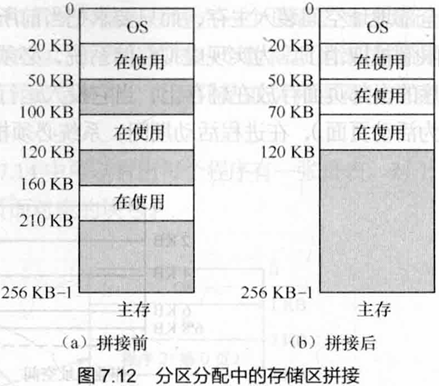 0
OS
20 KB
在使用
50 KB
100 KB
在使用
120 KB
160 KB
在使用
210 KB
256 KB-1
主存
（a）拼接前
0
OS
20 KB
在使用
50 KB
在使用
70 KB
在使用
120 KB
256 KB-1
主存
（b）拼接后
图 7.12 分区分配中的存储区拼接